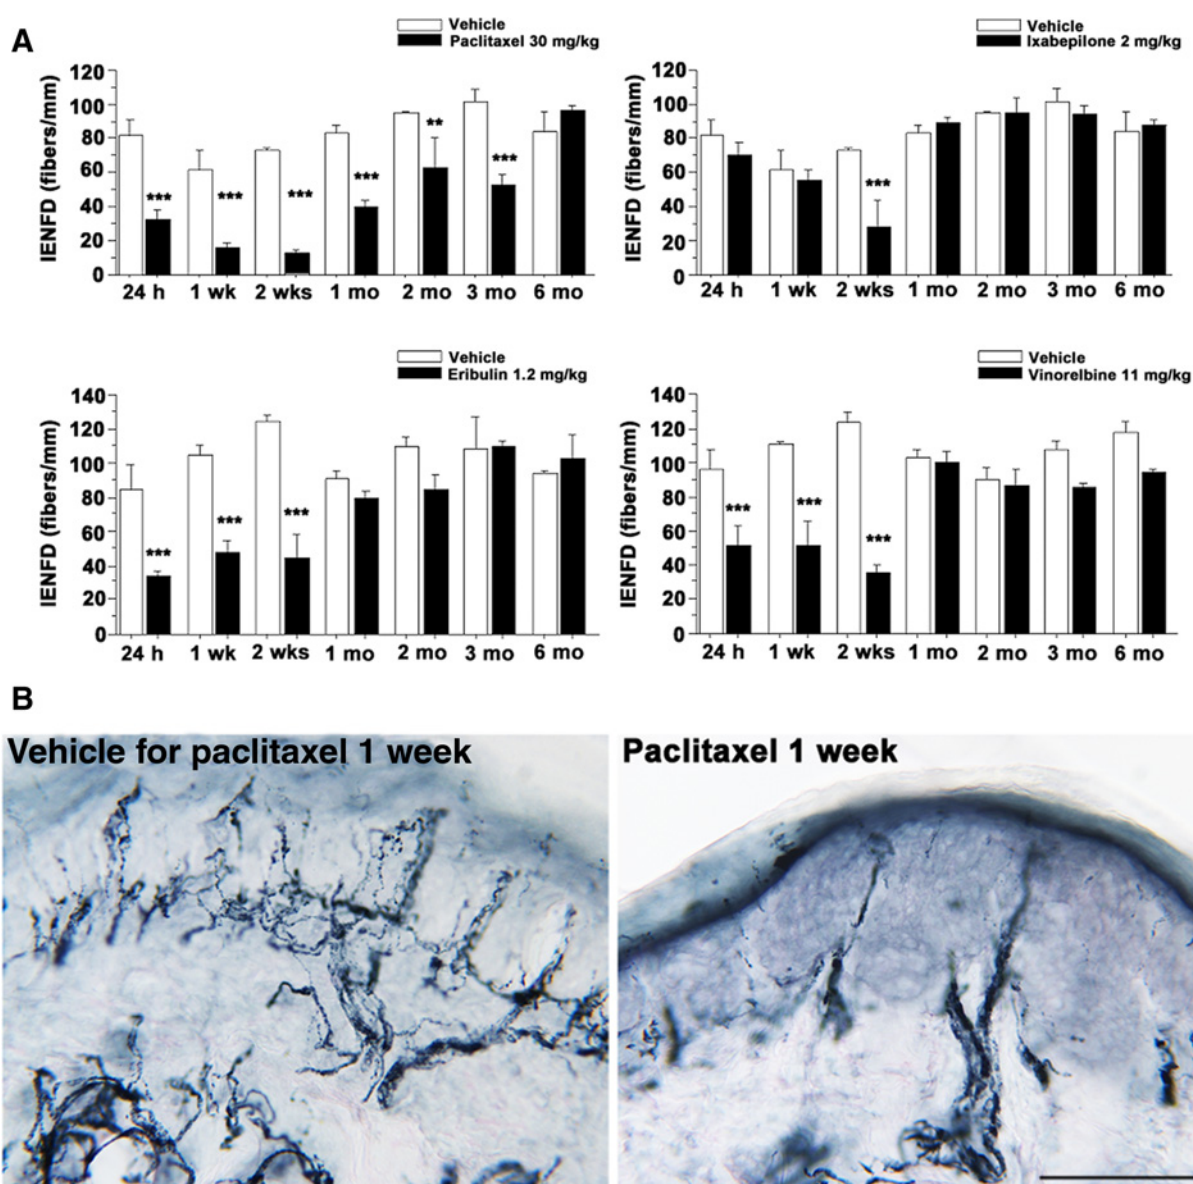 A
Vehicle
Paclitaxel 30 mg/kg
IENFD (fibers/mm)
120
100
80
60
40
20
0
***
***
***
***
**
***
24 h 1 wk 2 wks 1 mo 2 mo 3 mo 6 mo
Vehicle
Ixabepilone 2 mg/kg
IENFD (fibers/mm)
120
100
80
60
40
20
0
***
24 h 1 wk 2 wks 1 mo 2 mo 3 mo 6 mo
Vehicle
Eribulin 1.2 mg/kg
IENFD (fibers/mm)
140
120
100
80
60
40
20
0
***
***
***
24 h 1 wk 2 wks 1 mo 2 mo 3 mo 6 mo
Vehicle
Vinorelbine 11 mg/kg
IENFD (fibers/mm)
140
120
100
80
60
40
20
0
***
***
***
24 h 1 wk 2 wks 1 mo 2 mo 3 mo 6 mo
B
Vehicle for paclitaxel 1 week
Paclitaxel 1 week